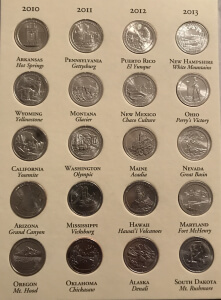 2010 2011 2012 2013
ARKANSAS PENNSYLVANIA PUERTO RICO NEW HAMPSHIRE
Hot Springs Gettysburg El Yunque White Mountains
WYOMING MONTANA NEW MEXICO OHIO
Yellowstone Glacier Chaco Culture Perry's Victory
CALIFORNIA WASHINGTON MAINE NEVADA
Yosemite Olympic Acadia Great Basin
ARIZONA MISSISSIPPI HAWAII MARYLAND
Grand Canyon Vicksburg Hawai'i Volcanoes Fort McHenry
OREGON OKLAHOMA ALASKA SOUTH DAKOTA
Mt. Hood Chickasaw Denali Mt. Rushmore